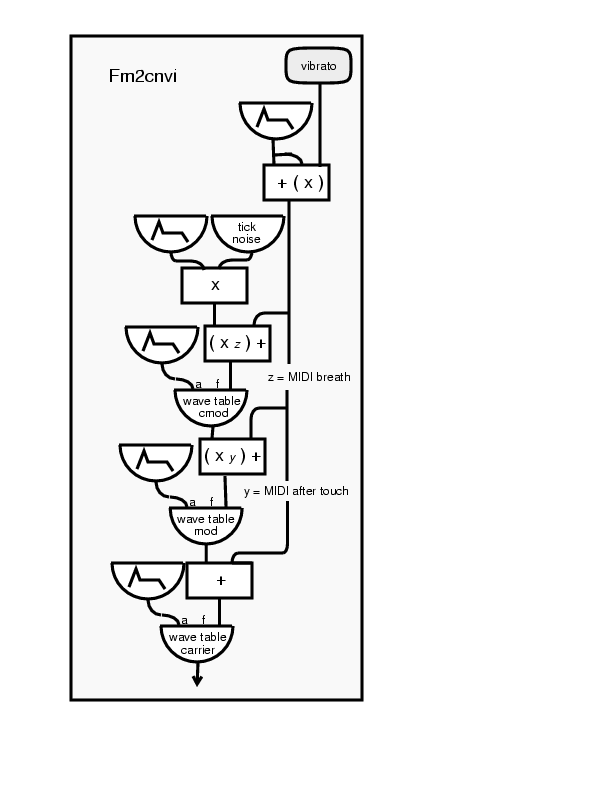 vibrato
Fm2cnvi
+ ( x )
tick
noise
x
( x z ) +
z = MIDI breath
a f
wave table
cmod
( x y ) +
y = MIDI after touch
a f
wave table
mod
+
a f
wave table
carrier